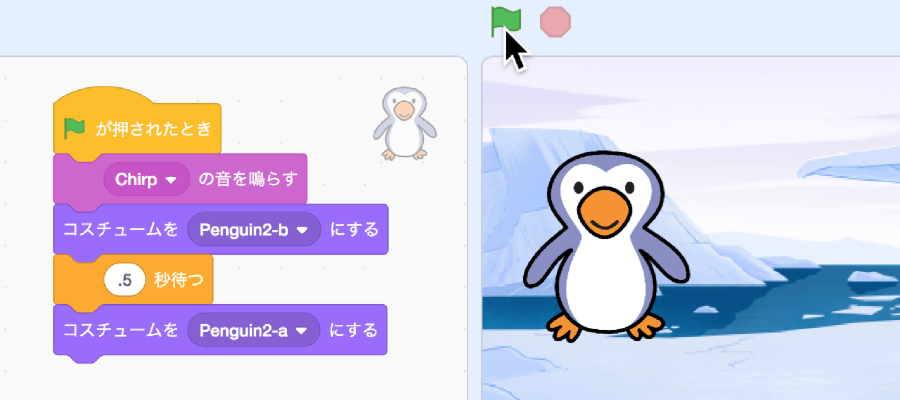 が押されたとき
Chirp の音を鳴らす
コスチュームを Penguin2-b にする
.5 秒待つ
コスチュームを Penguin2-a にする